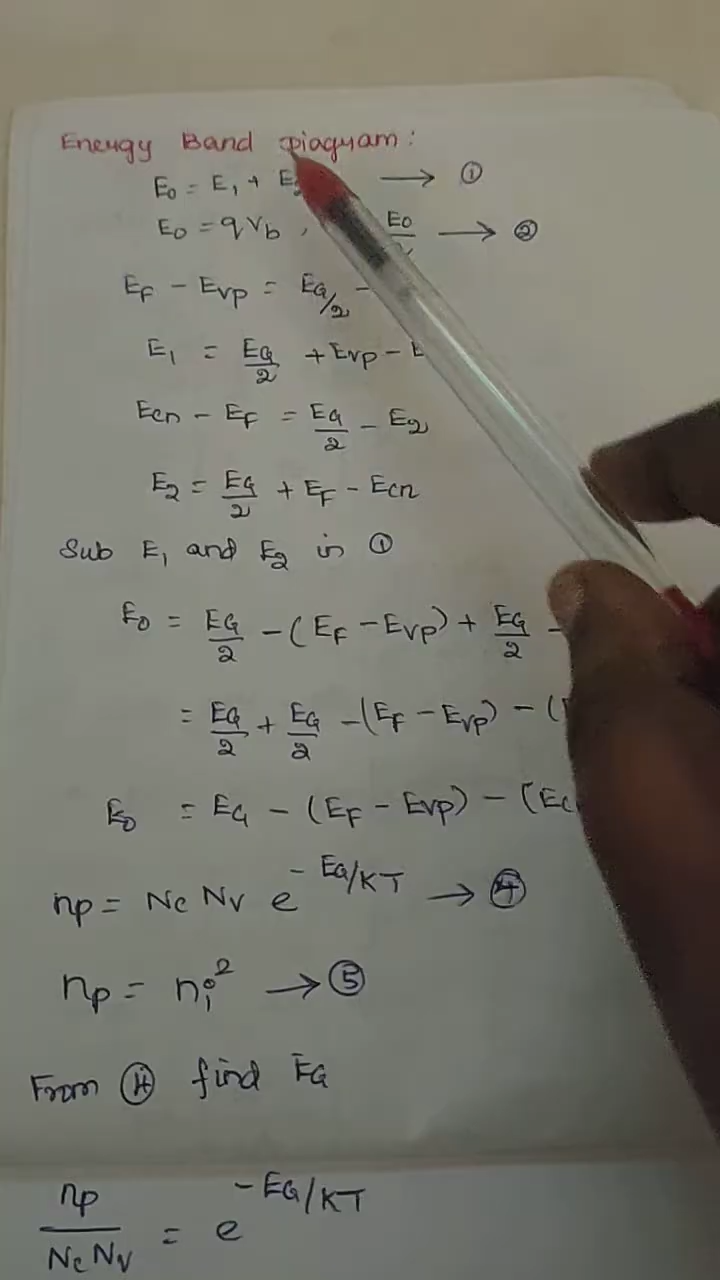 Energy Band Diagram:
E₀ = E₁ + E₂ → ①
E₀ = qVb , E₀ → ②
EF - EVP = EG/2 -
E₁ = EG/2 + EVP - E
Ecn - EF = EG/2 - E₂
E₂ = EG/2 + EF - Ecn
Sub E₁ and E₂ in ①
E₀ = EG/2 - (EF - EVP) + EG/2 -
= EG/2 + EG/2 - (EF - EVP) - (
E₀ = EG - (EF - EVP) - (Ec
np = Nc Nv e^-EG/KT → ④
np = ni² → ⑤
From ④ find EG
np/NcNv = e^-EG/KT